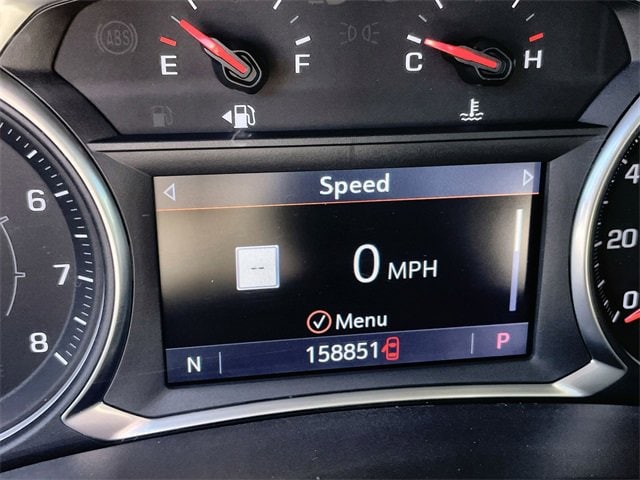 ABS
E F
C H
Speed
6
7
8
--
0 MPH
Menu
N 158851 P
4
20
0